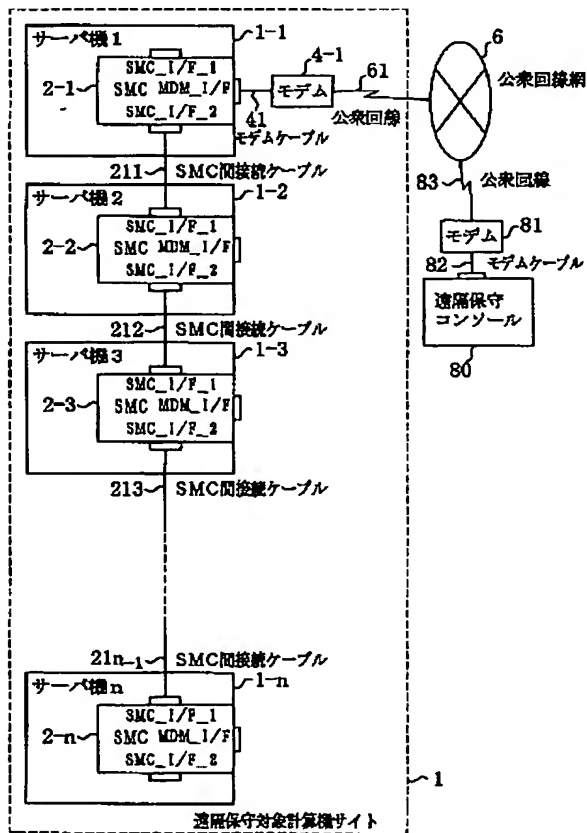 サーバ機1
1-1
2-1
SMC_I/F_1
SMC MDM_I/F
SMC_I/F_2
4-1
モデム
41
モデムケーブル
61
公衆回線
6
公衆回線網
211
SMC間接続ケーブル
83
公衆回線
サーバ機2
1-2
2-2
SMC_I/F_1
SMC MDM_I/F
SMC_I/F_2
モデム
81
82
モデムケーブル
遠隔保守
コンソール
80
212
SMC間接続ケーブル
サーバ機3
1-3
2-3
SMC_I/F_1
SMC MDM_I/F
SMC_I/F_2
213
SMC間接続ケーブル
21n-1
SMC間接続ケーブル
サーバ機n
1-n
2-n
SMC_I/F_1
SMC MDM_I/F
SMC_I/F_2
1
遠隔保守対象計算機サイト